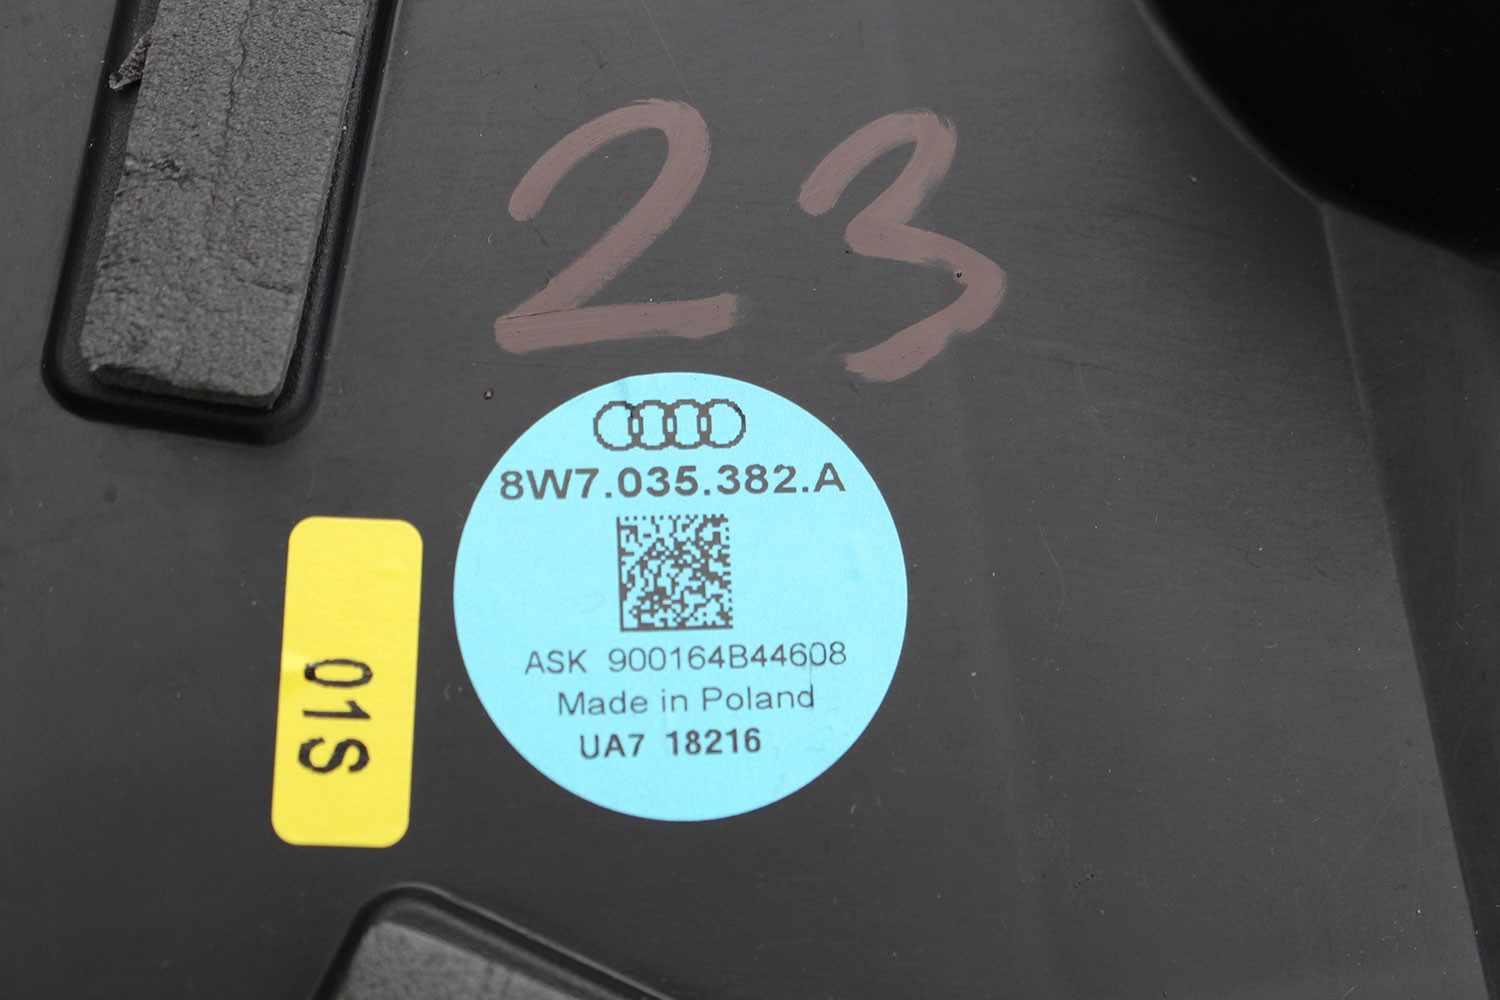 23
8W7.035.382.A
ASK 900164B44608
Made in Poland
UA7 18216
01S